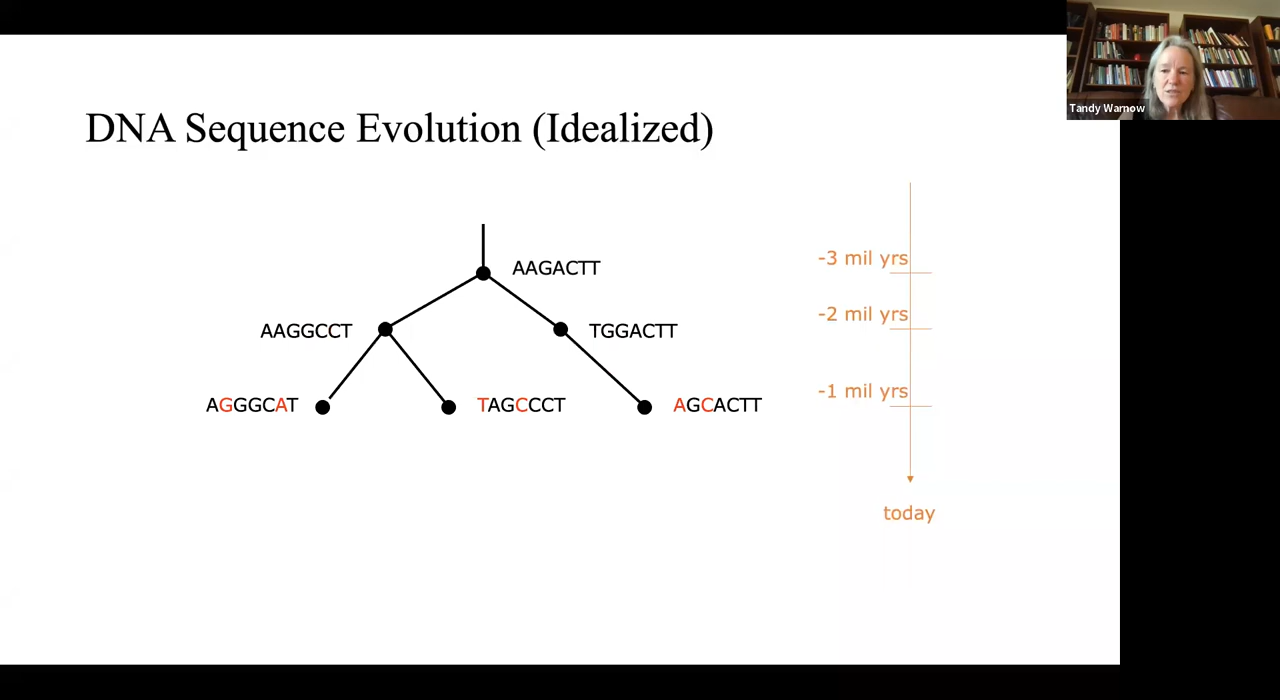 Tandy Warnow
DNA Sequence Evolution (Idealized)
AAGACTT
-3 mil yrs
AAGGCCT
TGGACTT
-2 mil yrs
AGGGCAT
TAGCCCT
AGCACTT
-1 mil yrs
today